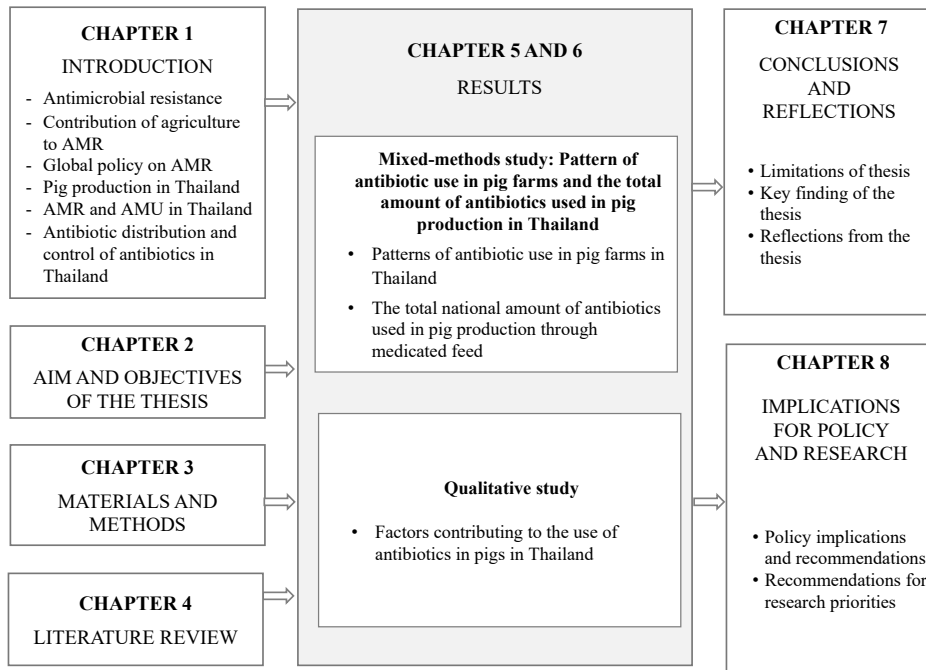 CHAPTER 1
INTRODUCTION
- Antimicrobial resistance
- Contribution of agriculture
to AMR
- Global policy on AMR
- Pig production in Thailand
- AMR and AMU in Thailand
- Antibiotic distribution and
control of antibiotics in
Thailand
CHAPTER 2
AIM AND OBJECTIVES
OF THE THESIS
CHAPTER 3
MATERIALS AND
METHODS
CHAPTER 4
LITERATURE REVIEW
CHAPTER 5 AND 6
RESULTS
Mixed-methods study: Pattern of
antibiotic use in pig farms and the total
amount of antibiotics used in pig
production in Thailand
• Patterns of antibiotic use in pig farms in
Thailand
• The total national amount of antibiotics
used in pig production through
medicated feed
Qualitative study
• Factors contributing to the use of
antibiotics in pigs in Thailand
CHAPTER 7
CONCLUSIONS
AND
REFLECTIONS
• Limitations of thesis
• Key finding of the
thesis
• Reflections from the
thesis
CHAPTER 8
IMPLICATIONS
FOR POLICY
AND RESEARCH
• Policy implications
and recommendations
• Recommendations for
research priorities